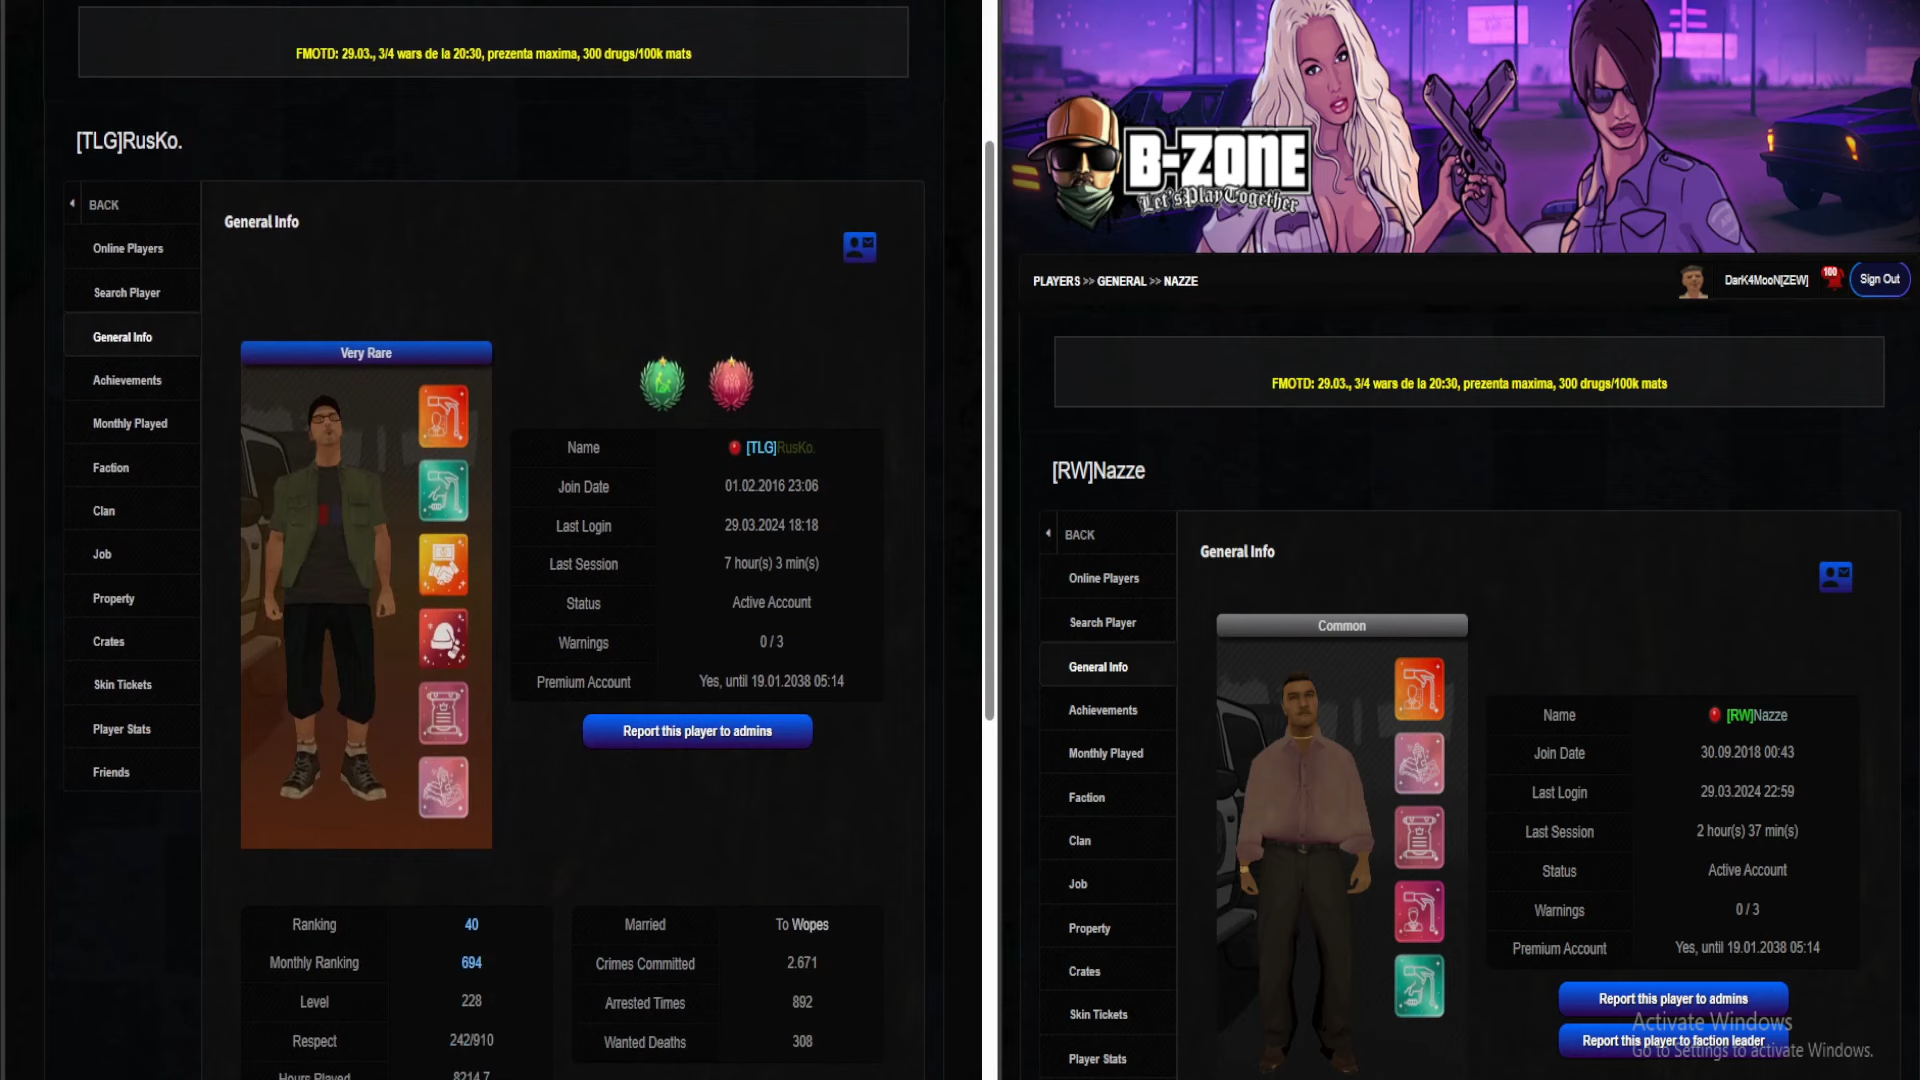 FMOTD: 29.03., 3/4 wars de la 20:30, prezenta maxima, 300 drugs/100k mats
[TLG]RusKo.
BACK
Online Players
Search Player
General Info
Achievements
Monthly Played
Faction
Clan
Job
Property
Crates
Skin Tickets
Player Stats
Friends
General Info
Very Rare
Name [TLG]RusKo.
Join Date 01.02.2016 23:06
Last Login 29.03.2024 18:18
Last Session 7 hour(s) 3 min(s)
Status Active Account
Warnings 0 / 3
Premium Account Yes, until 19.01.2038 05:14
Report this player to admins
Ranking 40
Monthly Ranking 694
Level 228
Respect 242/910
Hours Played 8214.7
Married To Wopes
Crimes Committed 2.671
Arrested Times 892
Wanted Deaths 308
B-ZONE
Let's Play Together
PLAYERS >> GENERAL >> NAZZE
DarK4MooN[ZEW]
100
Sign Out
FMOTD: 29.03., 3/4 wars de la 20:30, prezenta maxima, 300 drugs/100k mats
[RW]Nazze
BACK
Online Players
Search Player
General Info
Achievements
Monthly Played
Faction
Clan
Job
Property
Crates
Skin Tickets
Player Stats
General Info
Common
Name [RW]Nazze
Join Date 30.09.2018 00:43
Last Login 29.03.2024 22:59
Last Session 2 hour(s) 37 min(s)
Status Active Account
Warnings 0 / 3
Premium Account Yes, until 19.01.2038 05:14
Report this player to admins
Report this player to faction leader
Activate Windows
Go to Settings to activate Windows.